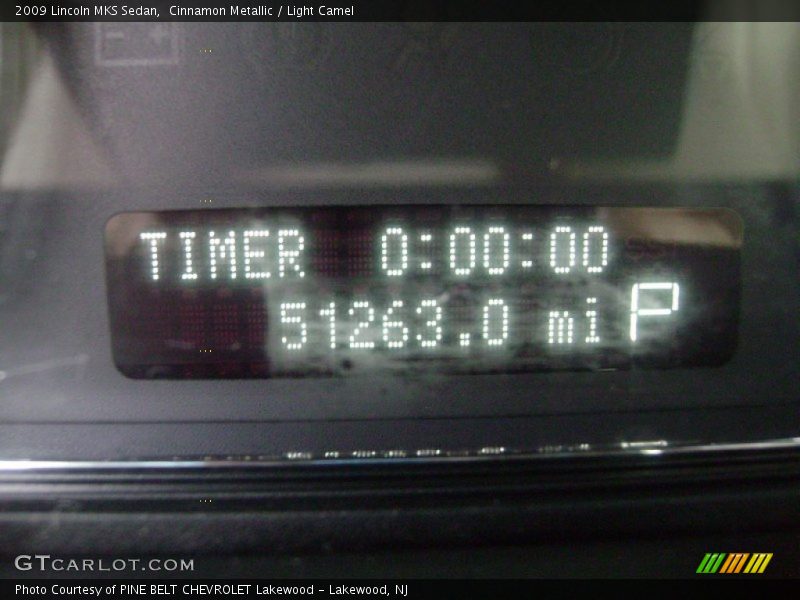 2009 Lincoln MKS Sedan,  Cinnamon Metallic / Light Camel
TIMER 0:00:00
51263.0 mi P
GTCARLOT.COM
Photo Courtesy of PINE BELT CHEVROLET Lakewood - Lakewood, NJ